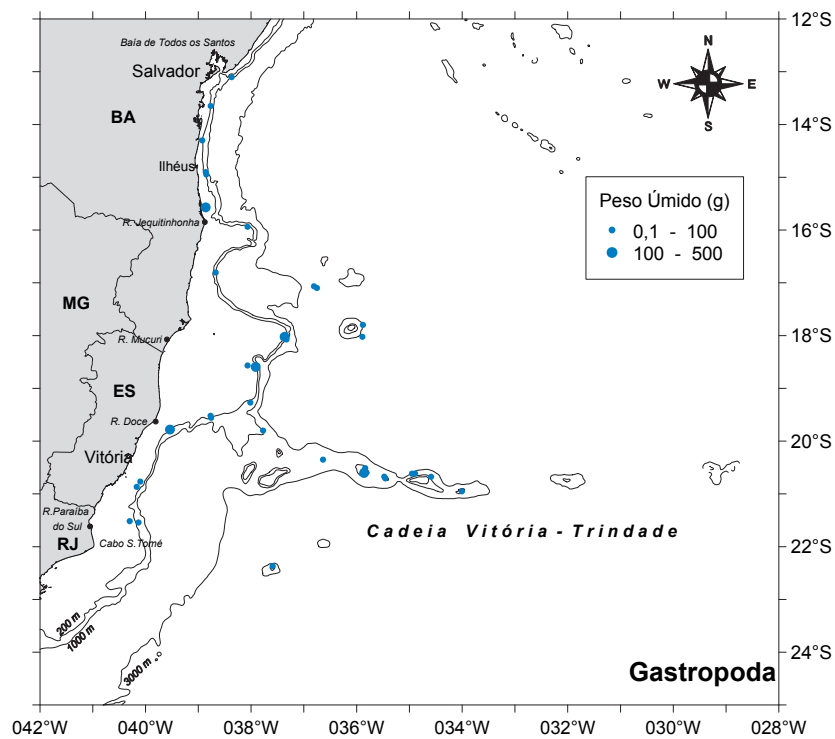 12°S
Baía de Todos os Santos
Salvador
N
W
E
S
BA
14°S
Ilhéus
Peso Úmido (g)
0,1 - 100
100 - 500
R. Jequitinhonha
16°S
MG
R. Mucuri
18°S
ES
R. Doce
20°S
Vitória
R.Paraíba
do Sul
RJ
Cabo S.Tomé
Cadeia Vitória - Trindade
22°S
200 m
1000 m
3000 m
24°S
Gastropoda
042°W
040°W
038°W
036°W
034°W
032°W
030°W
028°W